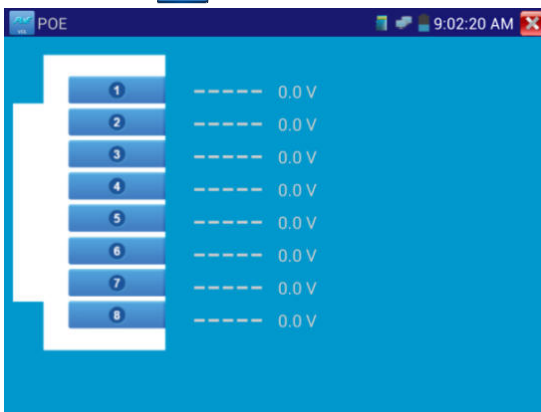 POE 9:02:20 AM
1 ----- 0.0 V
2 ----- 0.0 V
3 ----- 0.0 V
4 ----- 0.0 V
5 ----- 0.0 V
6 ----- 0.0 V
7 ----- 0.0 V
8 ----- 0.0 V